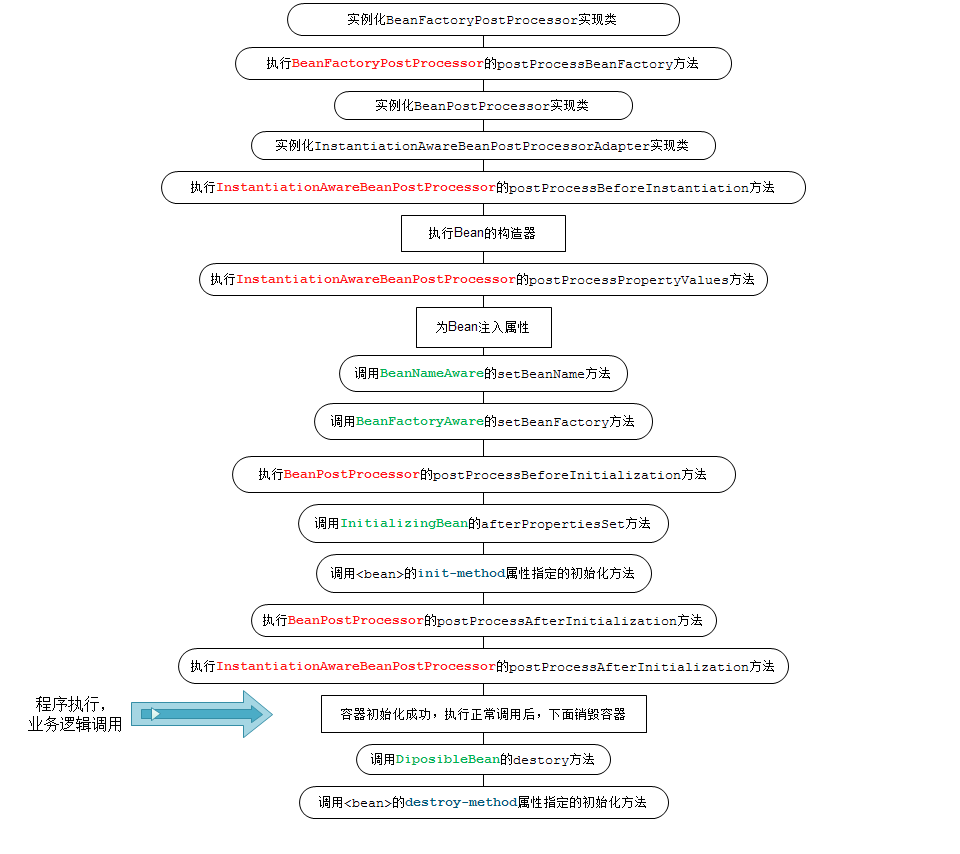 实例化BeanFactoryPostProcessor实现类
执行BeanFactoryPostProcessor的postProcessBeanFactory方法
实例化BeanPostProcessor实现类
实例化InstantiationAwareBeanPostProcessorAdapter实现类
执行InstantiationAwareBeanPostProcessor的postProcessBeforeInstantiation方法
执行Bean的构造器
执行InstantiationAwareBeanPostProcessor的postProcessPropertyValues方法
为Bean注入属性
调用BeanNameAware的setBeanName方法
调用BeanFactoryAware的setBeanFactory方法
执行BeanPostProcessor的postProcessBeforeInitialization方法
调用InitializingBean的afterPropertiesSet方法
调用<bean>的init-method属性指定的初始化方法
执行BeanPostProcessor的postProcessAfterInitialization方法
执行InstantiationAwareBeanPostProcessor的postProcessAfterInitialization方法
程序执行，
业务逻辑调用
容器初始化成功，执行正常调用后，下面销毁容器
调用DiposibleBean的destory方法
调用<bean>的destroy-method属性指定的初始化方法